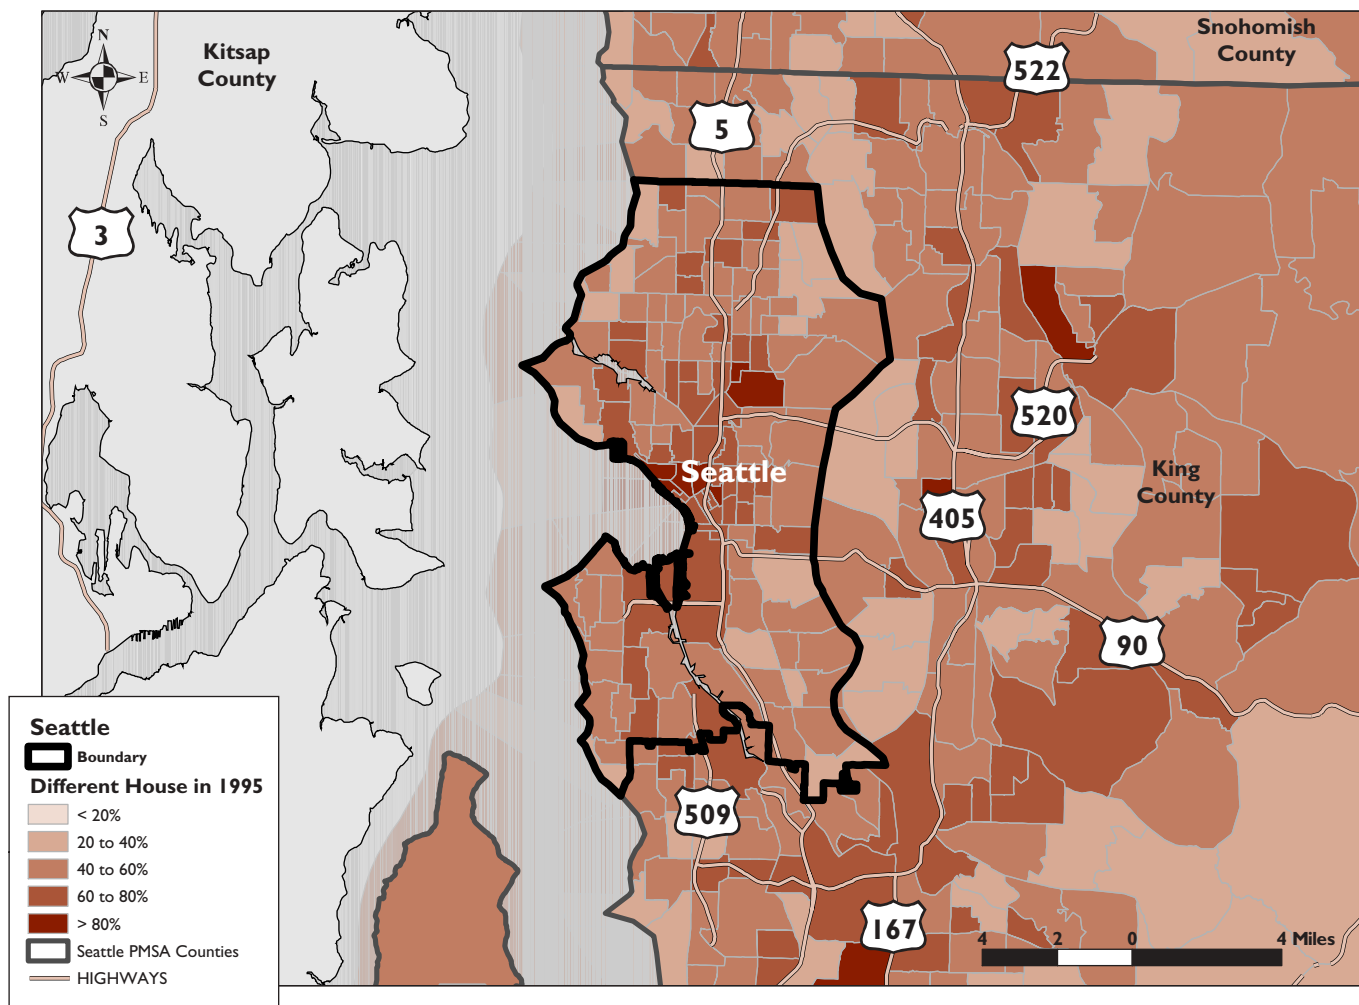 Kitsap
County
N
W
E
S
Snohomish
County
522
5
3
520
Seattle
King
County
405
90
509
167
Seattle
Boundary
Different House in 1995
< 20%
20 to 40%
40 to 60%
60 to 80%
> 80%
Seattle PMSA Counties
HIGHWAYS
4 2 0 4 Miles